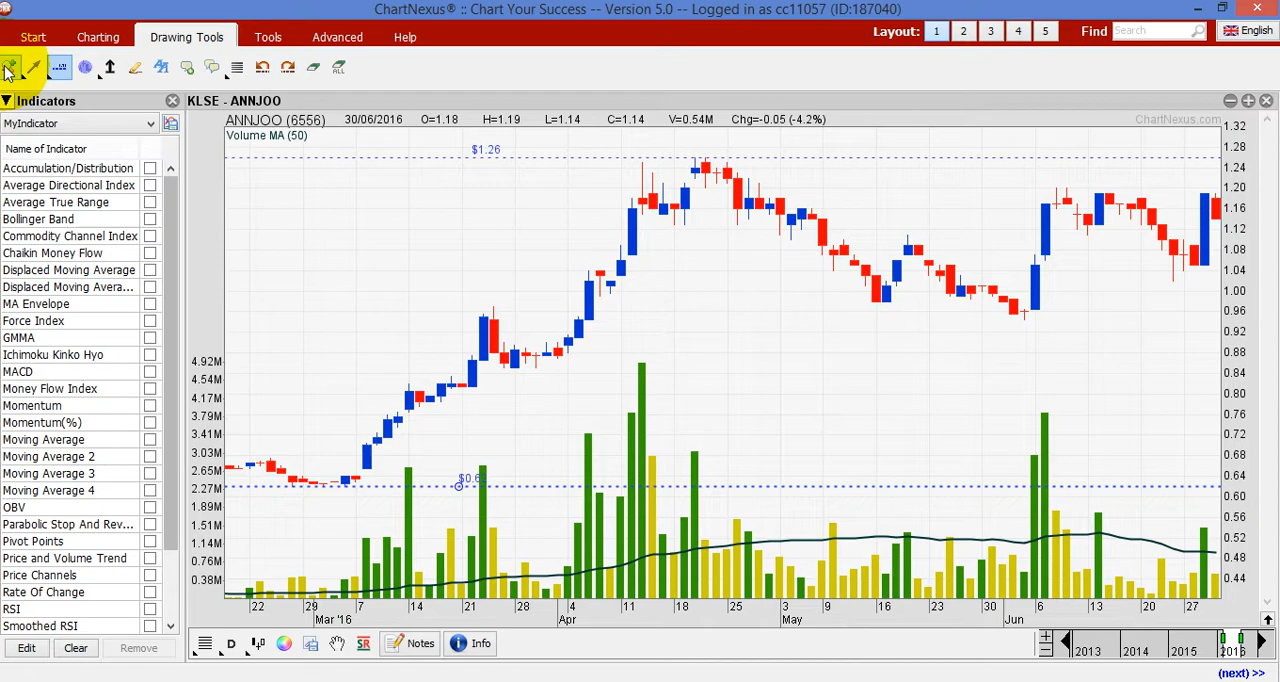 ChartNexus® :: Chart Your Success -- Version 5.0 -- Logged in as cc11057 (ID:187040)
Start Charting Drawing Tools Tools Advanced Help Layout: 1 2 3 4 5 Find Search English
ALL
Indicators
KLSE - ANNJOO
MyIndicator
ANNJOO (6556) 30/06/2016 O=1.18 H=1.19 L=1.14 C=1.14 V=0.54M Chg=-0.05 (-4.2%) ChartNexus.com
Volume MA (50)
Name of Indicator
Accumulation/Distribution
Average Directional Index
Average True Range
Bollinger Band
Commodity Channel Index
Chaikin Money Flow
Displaced Moving Average
Displaced Moving Avera...
MA Envelope
Force Index
GMMA
Ichimoku Kinko Hyo
MACD
Money Flow Index
Momentum
Momentum(%)
Moving Average
Moving Average 2
Moving Average 3
Moving Average 4
OBV
Parabolic Stop And Rev...
Pivot Points
Price and Volume Trend
Price Channels
Rate Of Change
RSI
Smoothed RSI
Edit Clear Remove
$1.26
4.92M
4.54M
4.17M
3.79M
3.41M
3.03M
2.65M
2.27M
1.89M
1.51M
1.14M
0.76M
0.38M
1.32
1.28
1.24
1.20
1.16
1.12
1.08
1.04
1.00
0.96
0.92
0.88
0.84
0.80
0.76
0.72
0.68
0.64
0.60
0.56
0.52
0.48
0.44
22 29 7 14 21 28 4 11 18 25 3 9 16 23 30 6 13 20 27
Mar '16 Apr May Jun
D SR Notes Info
2013 2014 2015 2016
(next) >>